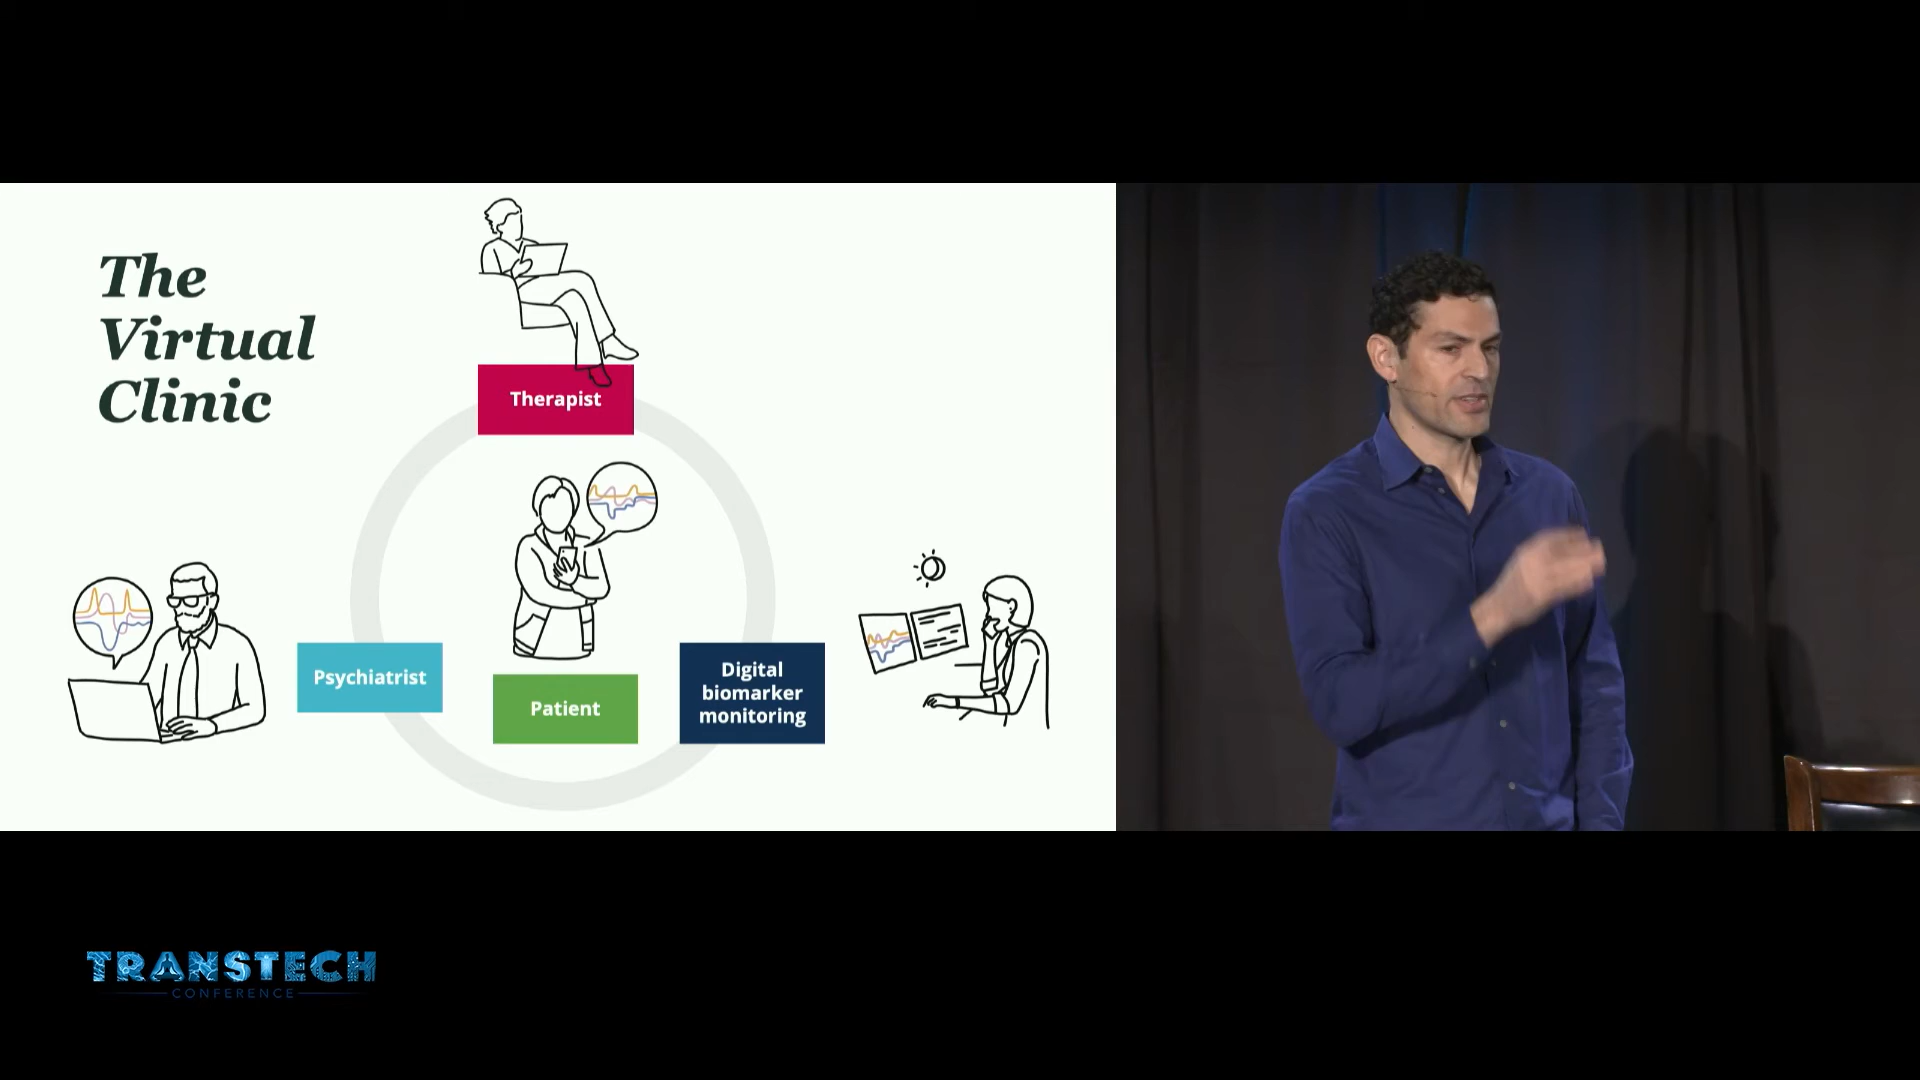 The
Virtual
Clinic
Therapist
Psychiatrist
Patient
Digital
biomarker
monitoring
TRANSTECH
CONFERENCE